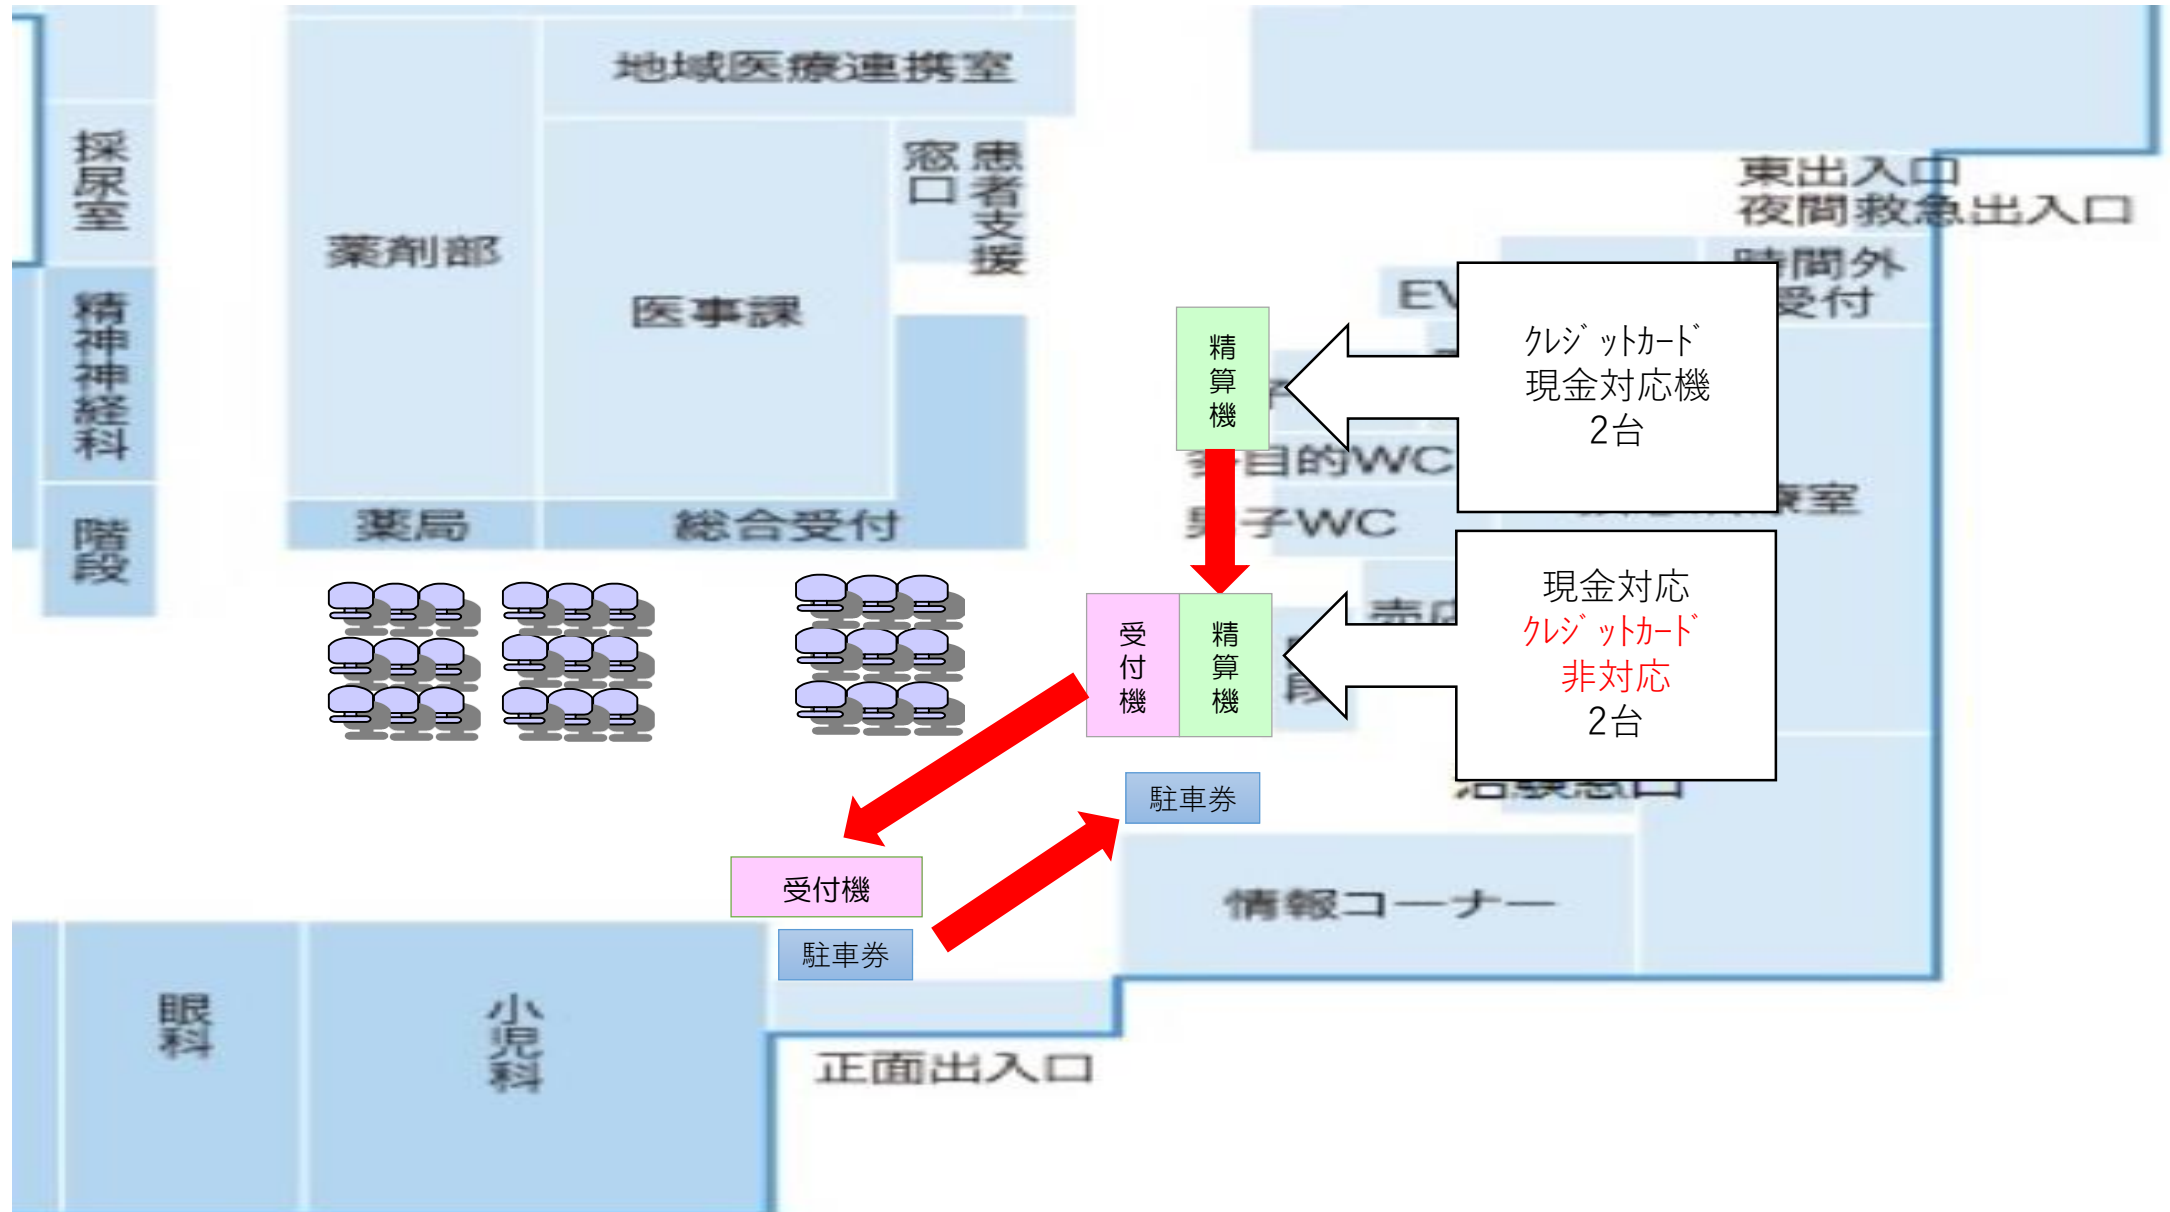 地域医療連携室
採尿室
患者支援
窓口
薬剤部
医事課
東出入口
夜間救急出入口
時間外
受付
精神神経科
精算機
ｸﾚｼﾞｯﾄｶｰﾄﾞ
現金対応機
2台
多目的WC
男子WC
階段
薬局
総合受付
受付機
精算機
現金対応
ｸﾚｼﾞｯﾄｶｰﾄﾞ
非対応
2台
駐車券
受付機
駐車券
情報コーナー
眼科
小児科
正面出入口